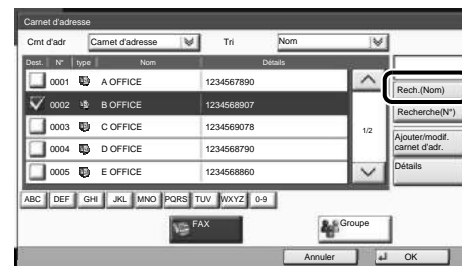 Carnet d'adresse
Crnt d'adr Carnet d'adresse Tri Nom
Dest. N° type Nom Détails
0001 A OFFICE 1234567890
0002 B OFFICE 1234568907
0003 C OFFICE 1234569078
0004 D OFFICE 1234568790
0005 E OFFICE 1234568860
1/2
Rech.(Nom)
Recherche(N°)
Ajouter/modif.
carnet d'adr.
Détails
ABC DEF GHI JKL MNO PQRS TUV WXYZ 0-9
FAX Groupe
Annuler OK